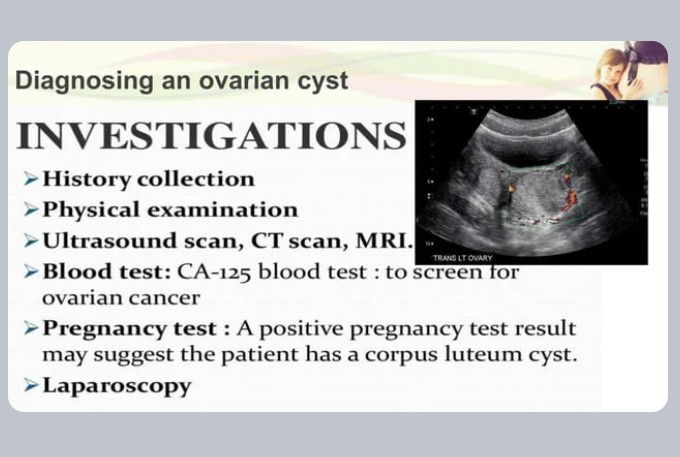 Diagnosing an ovarian cyst
INVESTIGATIONS
➢History collection
➢Physical examination
➢Ultrasound scan, CT scan, MRI.
TRANS LT OVARY
➢Blood test: CA-125 blood test : to screen for
ovarian cancer
➢Pregnancy test : A positive pregnancy test result
may suggest the patient has a corpus luteum cyst.
➢Laparoscopy